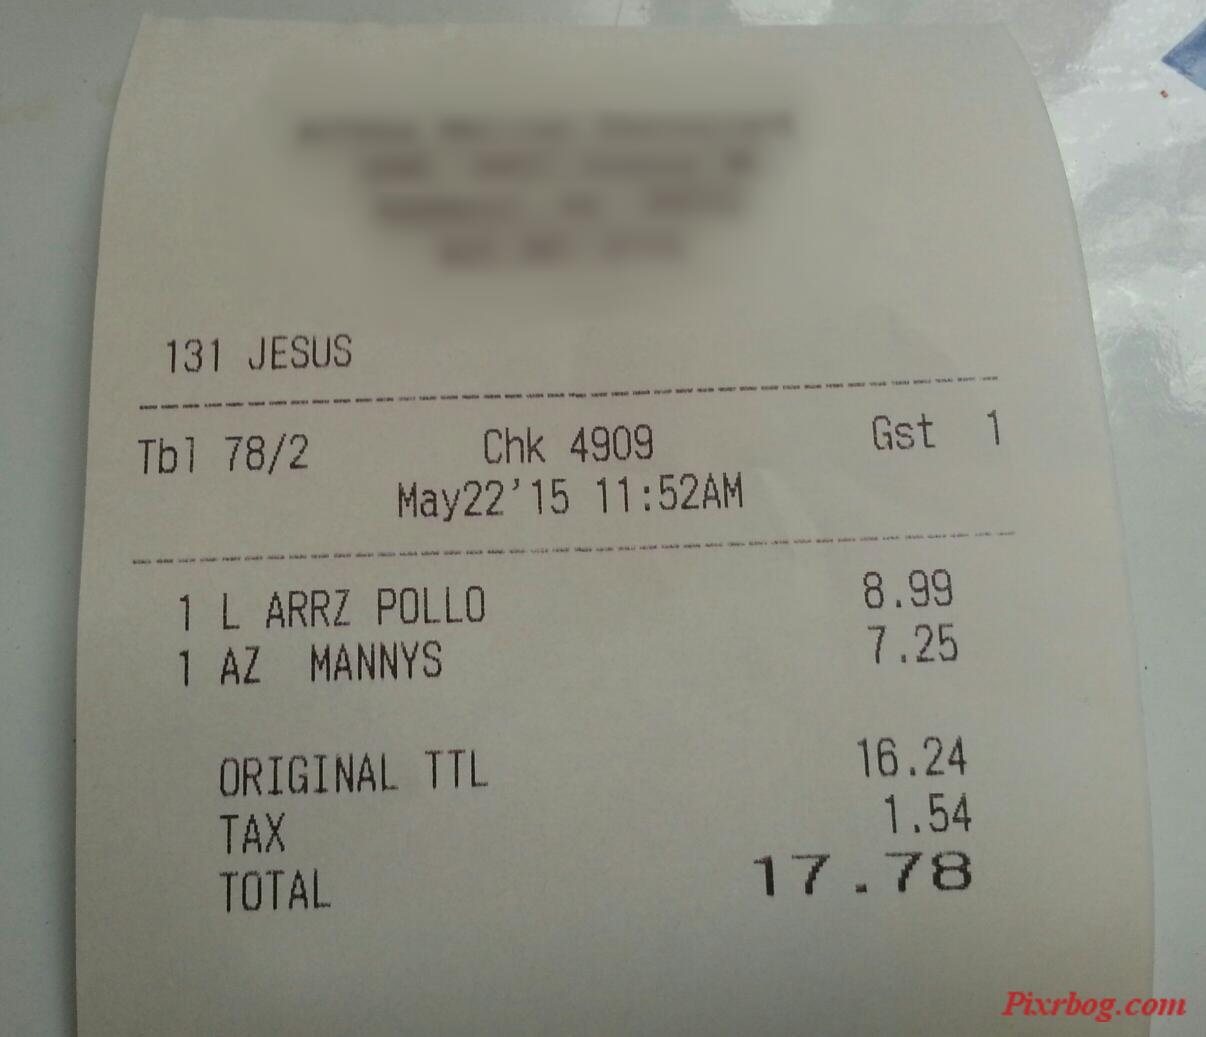 131 JESUS
Tbl 78/2 Chk 4909 Gst 1
May22'15 11:52AM
1 L ARRZ POLLO 8.99
1 AZ MANNYS 7.25
ORIGINAL TTL 16.24
TAX 1.54
TOTAL 17.78
Pixrbog.com